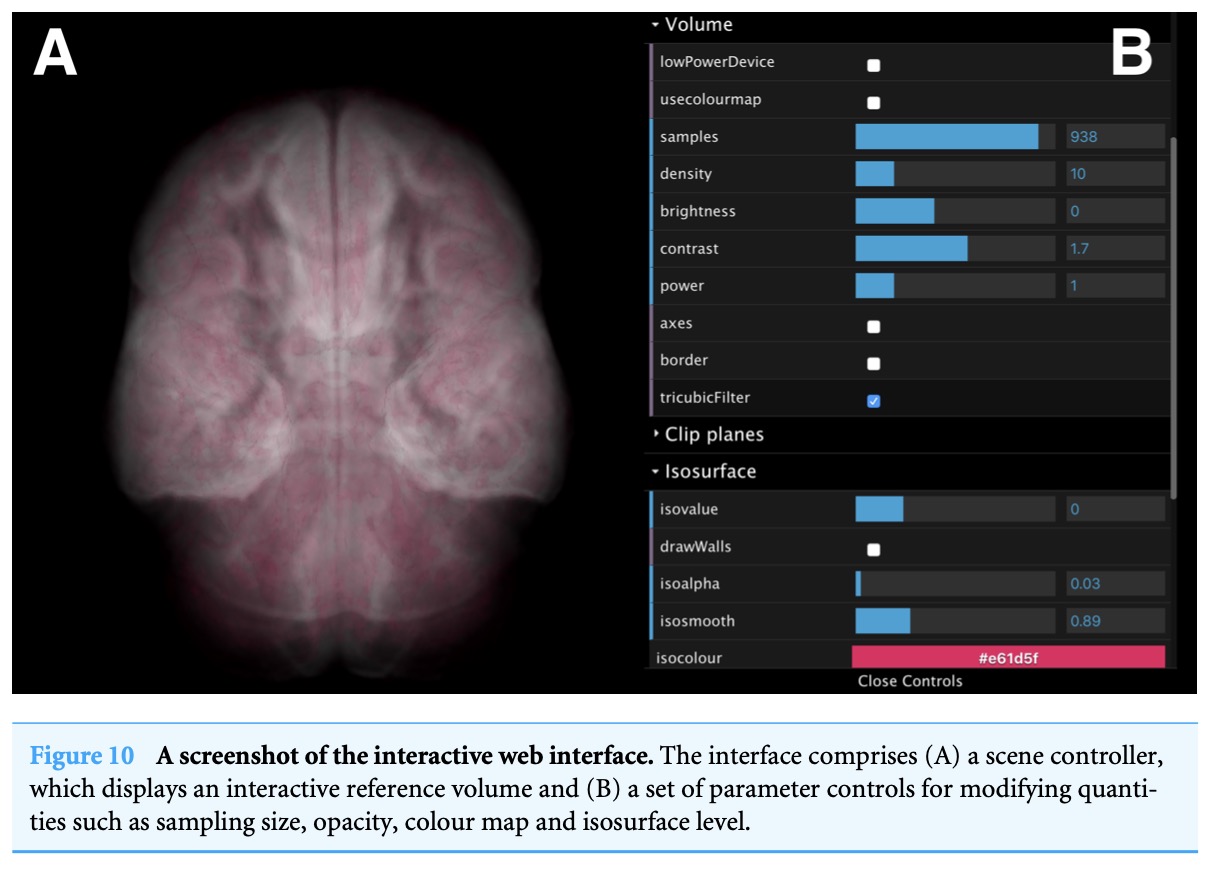 A
B
Volume
lowPowerDevice
usecolourmap
samples 938
density 10
brightness 0
contrast 1.7
power 1
axes
border
tricubicFilter
Clip planes
Isosurface
isovalue 0
drawWalls
isoalpha 0.03
isosmooth 0.89
isocolour #e61d5f
Close Controls
Figure 10 A screenshot of the interactive web interface. The interface comprises (A) a scene controller,
which displays an interactive reference volume and (B) a set of parameter controls for modifying quanti-
ties such as sampling size, opacity, colour map and isosurface level.